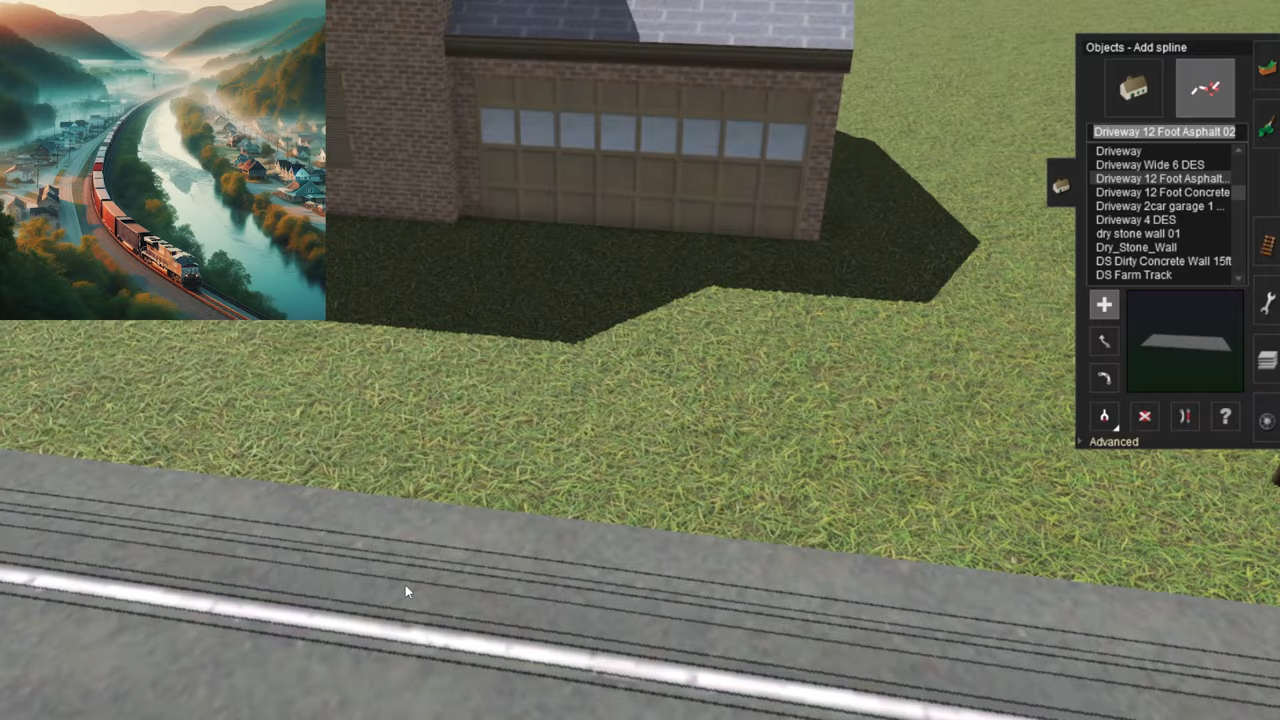 Objects - Add spline
Driveway 12 Foot Asphalt 02
Driveway
Driveway Wide 6 DES
Driveway 12 Foot Asphalt...
Driveway 12 Foot Concrete
Driveway 2car garage 1 ...
Driveway 4 DES
dry stone wall 01
Dry_Stone_Wall
DS Dirty Concrete Wall 15ft
DS Farm Track
?
Advanced